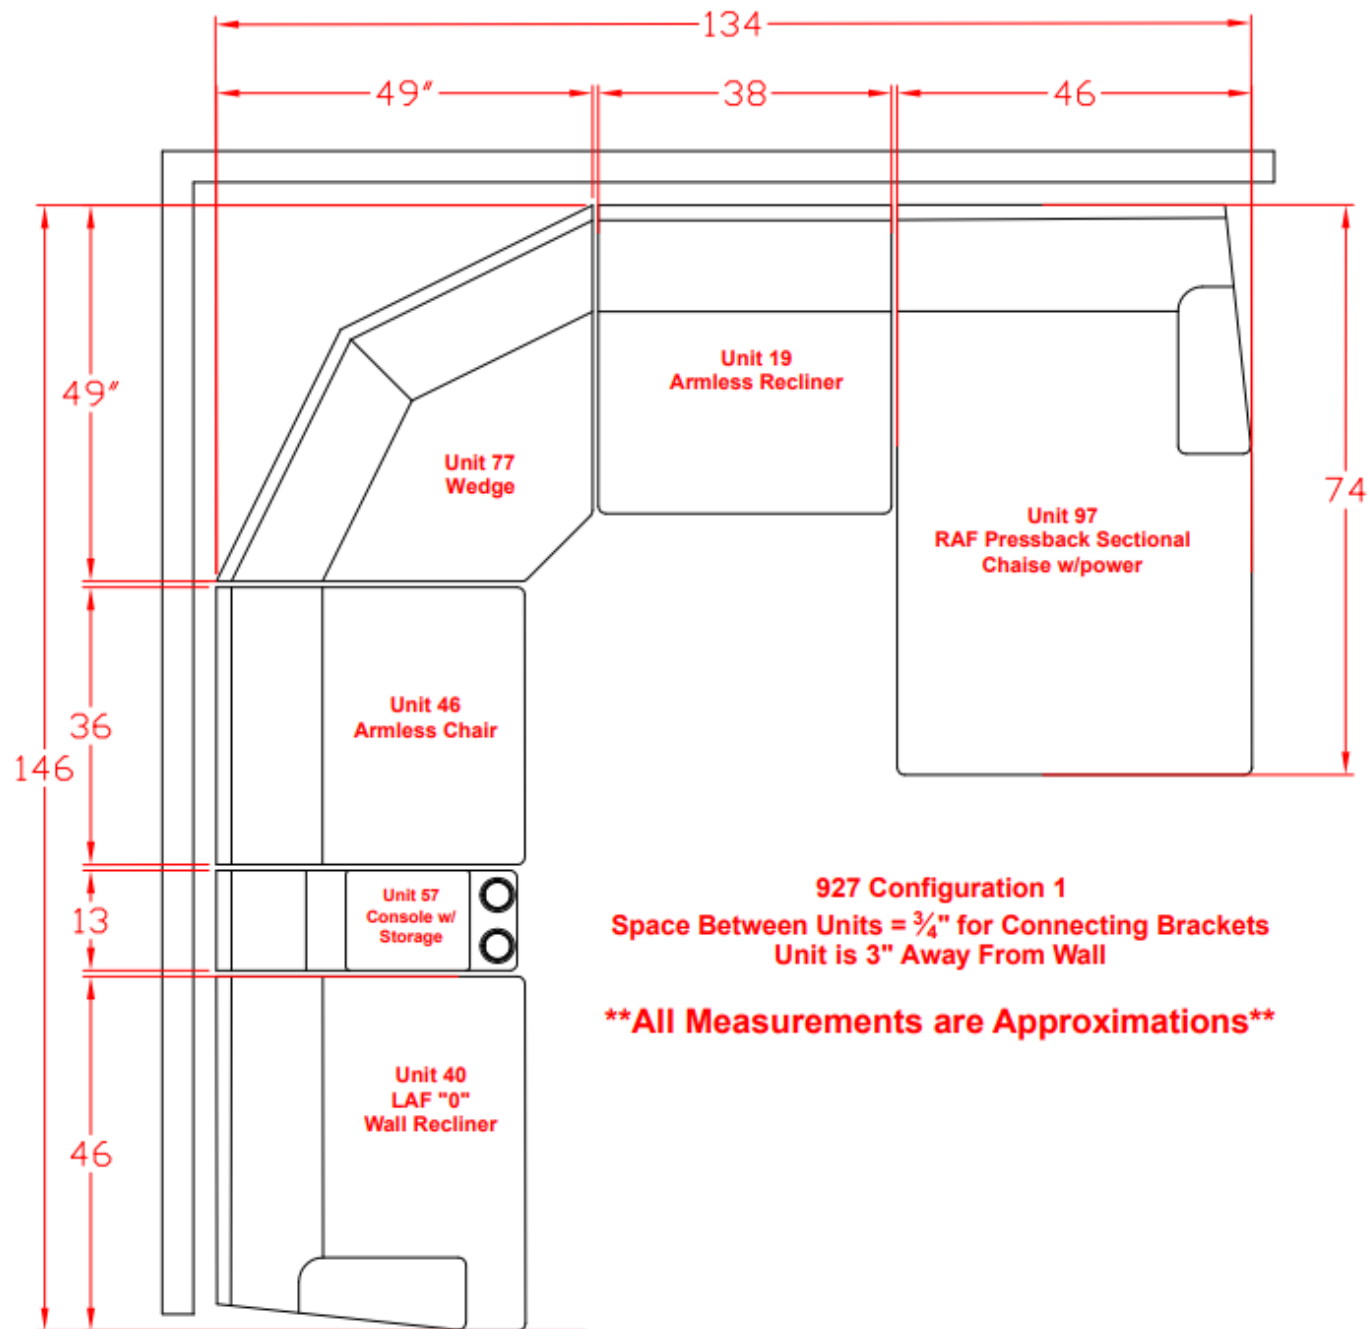 134
49″
38
46
49″
Unit 19
Armless Recliner
Unit 77
Wedge
74
Unit 97
RAF Pressback Sectional
Chaise w/power
36
Unit 46
Armless Chair
146
13
Unit 57
Console w/
Storage
927 Configuration 1
Space Between Units = ¾" for Connecting Brackets
Unit is 3" Away From Wall
**All Measurements are Approximations**
46
Unit 40
LAF "0"
Wall Recliner